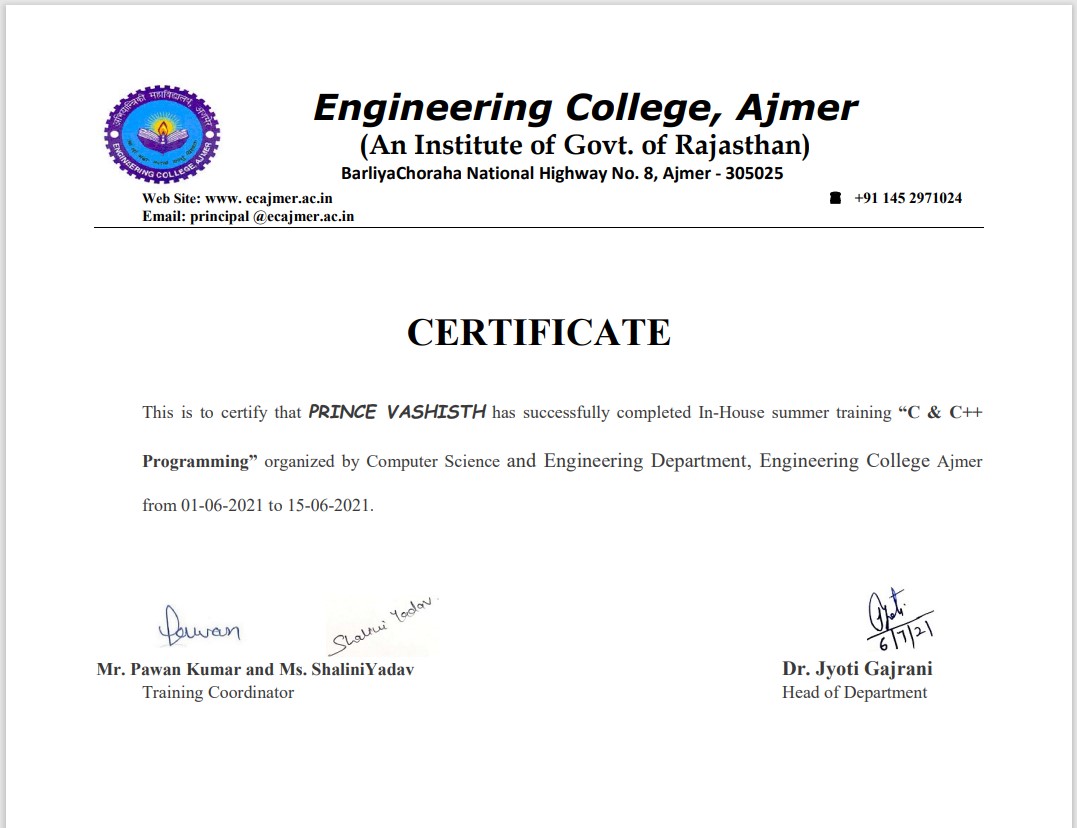 अभियान्त्रिकी महाविद्यालय, अजमेर
ENGINEERING COLLEGE, AJMER
Engineering College, Ajmer
(An Institute of Govt. of Rajasthan)
BarliyaChoraha National Highway No. 8, Ajmer - 305025
Web Site: www. ecajmer.ac.in
☎ +91 145 2971024
Email: principal @ecajmer.ac.in
CERTIFICATE
This is to certify that PRINCE VASHISTH has successfully completed In-House summer training “C & C++
Programming” organized by Computer Science and Engineering Department, Engineering College Ajmer
from 01-06-2021 to 15-06-2021.
Pawan
Shalini Yadav.
Jyoti
6/7/21
Mr. Pawan Kumar and Ms. ShaliniYadav
Dr. Jyoti Gajrani
Training Coordinator
Head of Department